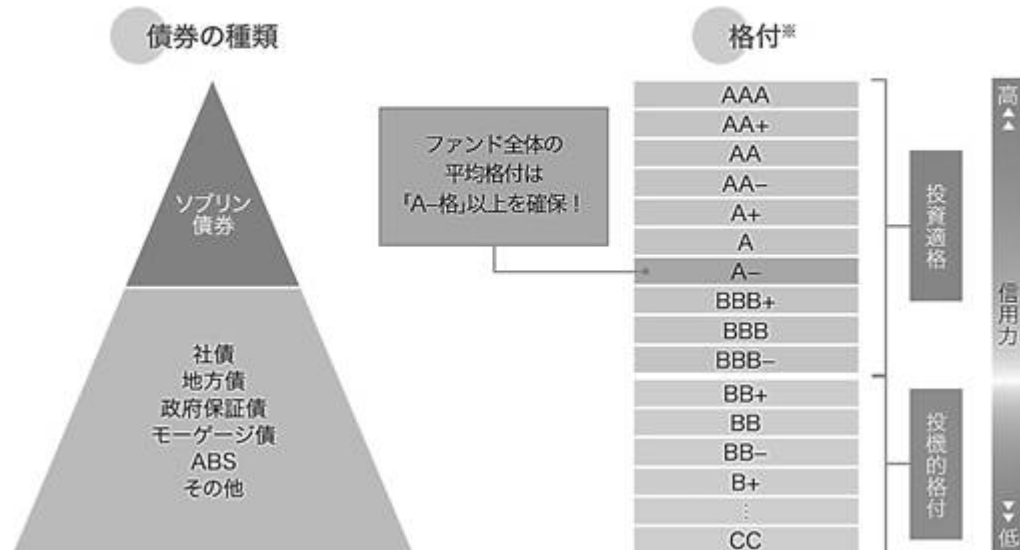 債券の種類
ソブリン
債券
社債
地方債
政府保証債
モーゲージ債
ABS
その他
格付※
ファンド全体の
平均格付は
「A–格」以上を確保！
AAA
AA+
AA
AA–
A+
A
A–
BBB+
BBB
BBB–
BB+
BB
BB–
B+
⋮
CC
投資適格
投機的格付
高
信用力
低